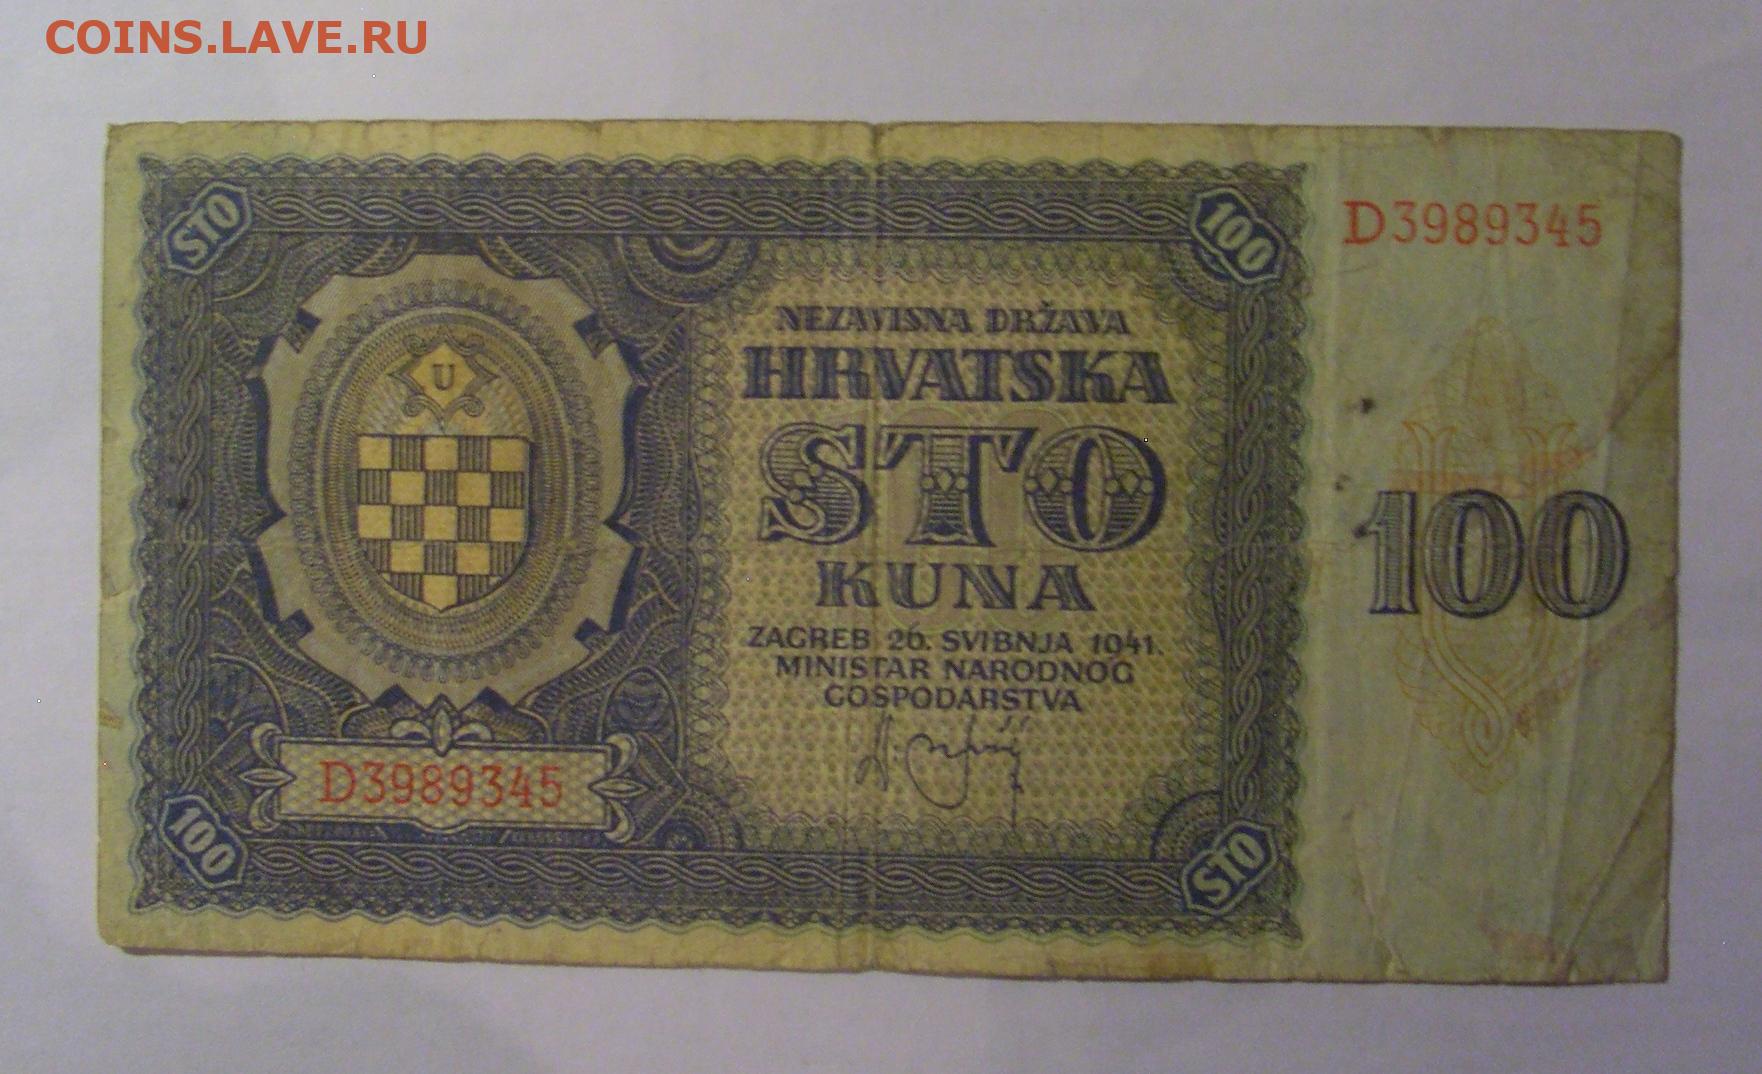 COINS.LAVE.RU
STO
100
D3989345
NEZAVISNA DRŽAVA
HRVATSKA
U
STO
100
KUNA
ZAGREB 26. SVIBNJA 1941.
MINISTAR NARODNOG
GOSPODARSTVA
D3989345
100
STO